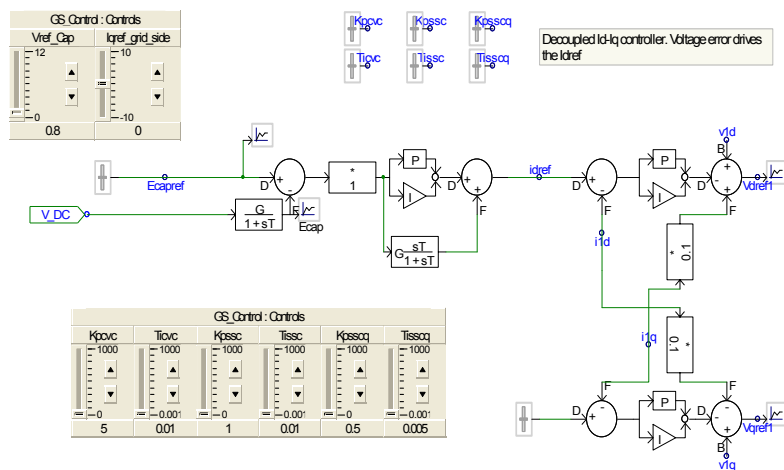 GS_Control : Controls
Vref_Cap Iqref_grid_side
12 10
0 -10
0.8 0
Kpcvc Kpssc Kpsscq
Ticvc Tissc Tisscq
Decoupled Id-Iq controller. Voltage error drives
the Idref
Ecapref
D + - F
* 1
P
I
D + + F
idref
D + - F
P
I
v1d
B
D - + + F
Vdref1
V_DC
G
1 + sT
Ecap
G sT
1 + sT
i1d
* 0.1
i1q
* 0.1
GS_Control : Controls
Kpcvc Ticvc Kpssc Tissc Kpsscq Tisscq
1000 1000 1000 1000 1000 1000
0 0.001 0 0.001 0 0.001
5 0.01 1 0.01 0.5 0.005
F F
D + -
P
I
D - - +
B
Vqref1
v1q